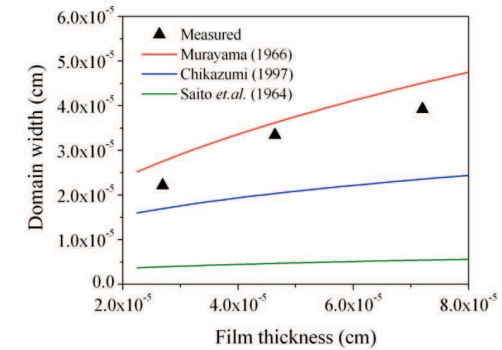 6.0x10⁻⁵
5.0x10⁻⁵
4.0x10⁻⁵
3.0x10⁻⁵
2.0x10⁻⁵
1.0x10⁻⁵
0.0
Domain width (cm)
Measured
Murayama (1966)
Chikazumi (1997)
Saito et.al. (1964)
2.0x10⁻⁵ 4.0x10⁻⁵ 6.0x10⁻⁵ 8.0x10⁻⁵
Film thickness (cm)